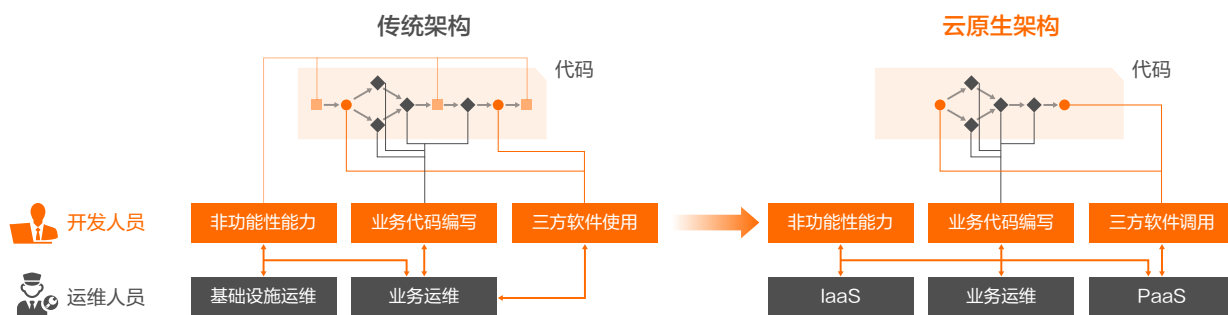 传统架构
云原生架构
代码
代码
开发人员
非功能性能力
业务代码编写
三方软件使用
非功能性能力
业务代码编写
三方软件调用
运维人员
基础设施运维
业务运维
IaaS
业务运维
PaaS